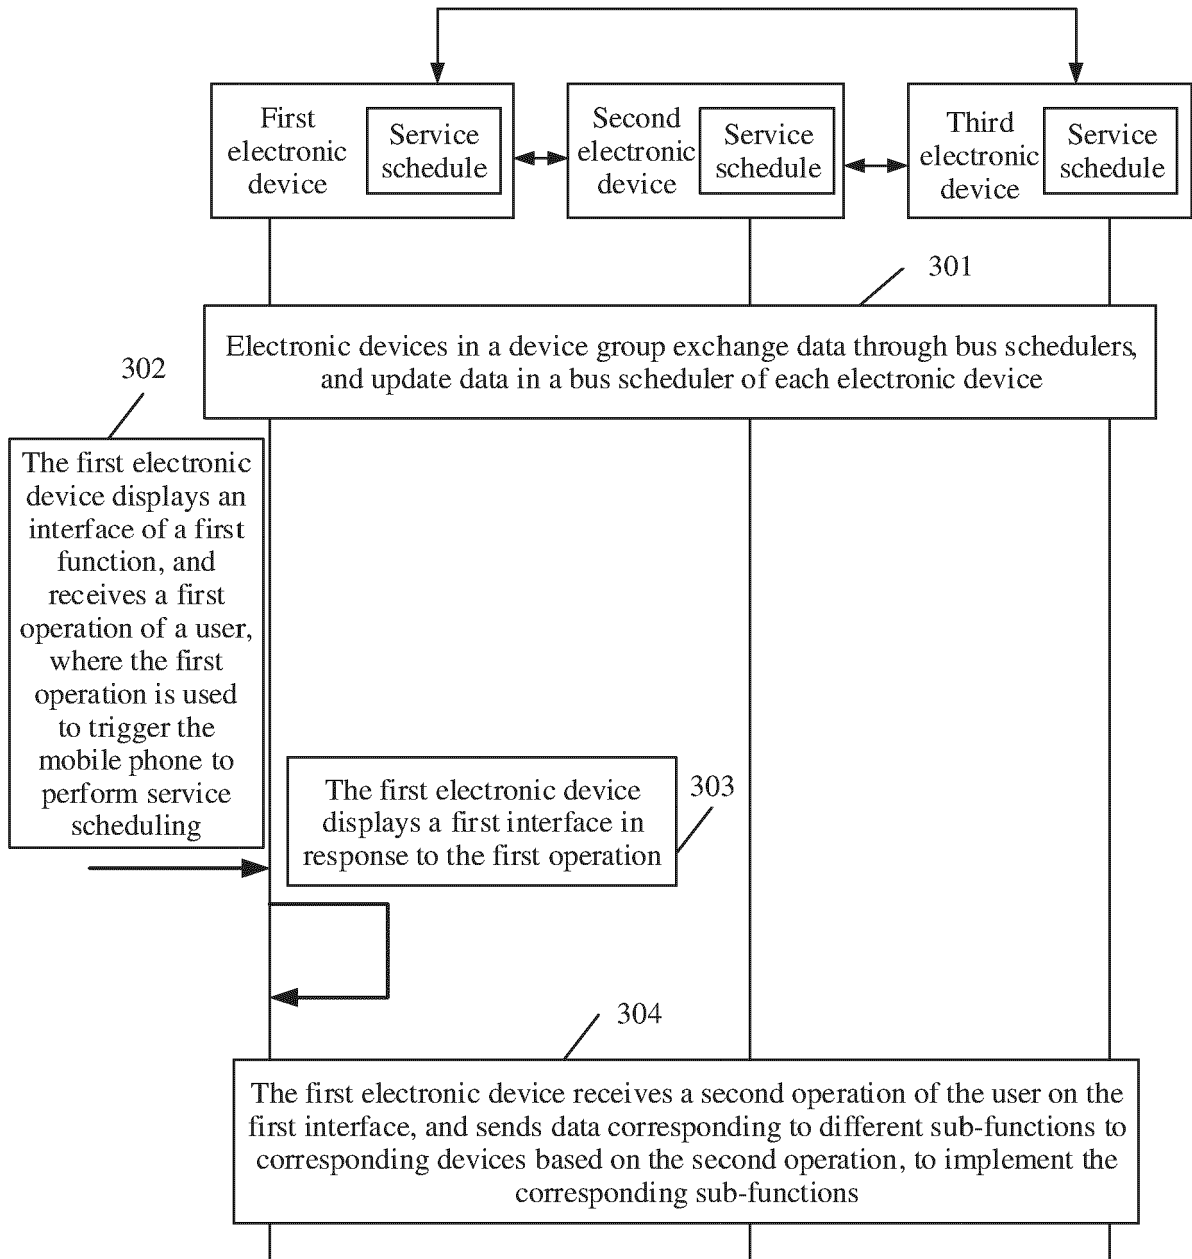 First
electronic
device
Service
schedule
Second
electronic
device
Service
schedule
Third
electronic
device
Service
schedule
301
Electronic devices in a device group exchange data through bus schedulers,
and update data in a bus scheduler of each electronic device
302
The first electronic
device displays an
interface of a first
function, and
receives a first
operation of a user,
where the first
operation is used
to trigger the
mobile phone to
perform service
scheduling
303
The first electronic device
displays a first interface in
response to the first operation
304
The first electronic device receives a second operation of the user on the
first interface, and sends data corresponding to different sub-functions to
corresponding devices based on the second operation, to implement the
corresponding sub-functions